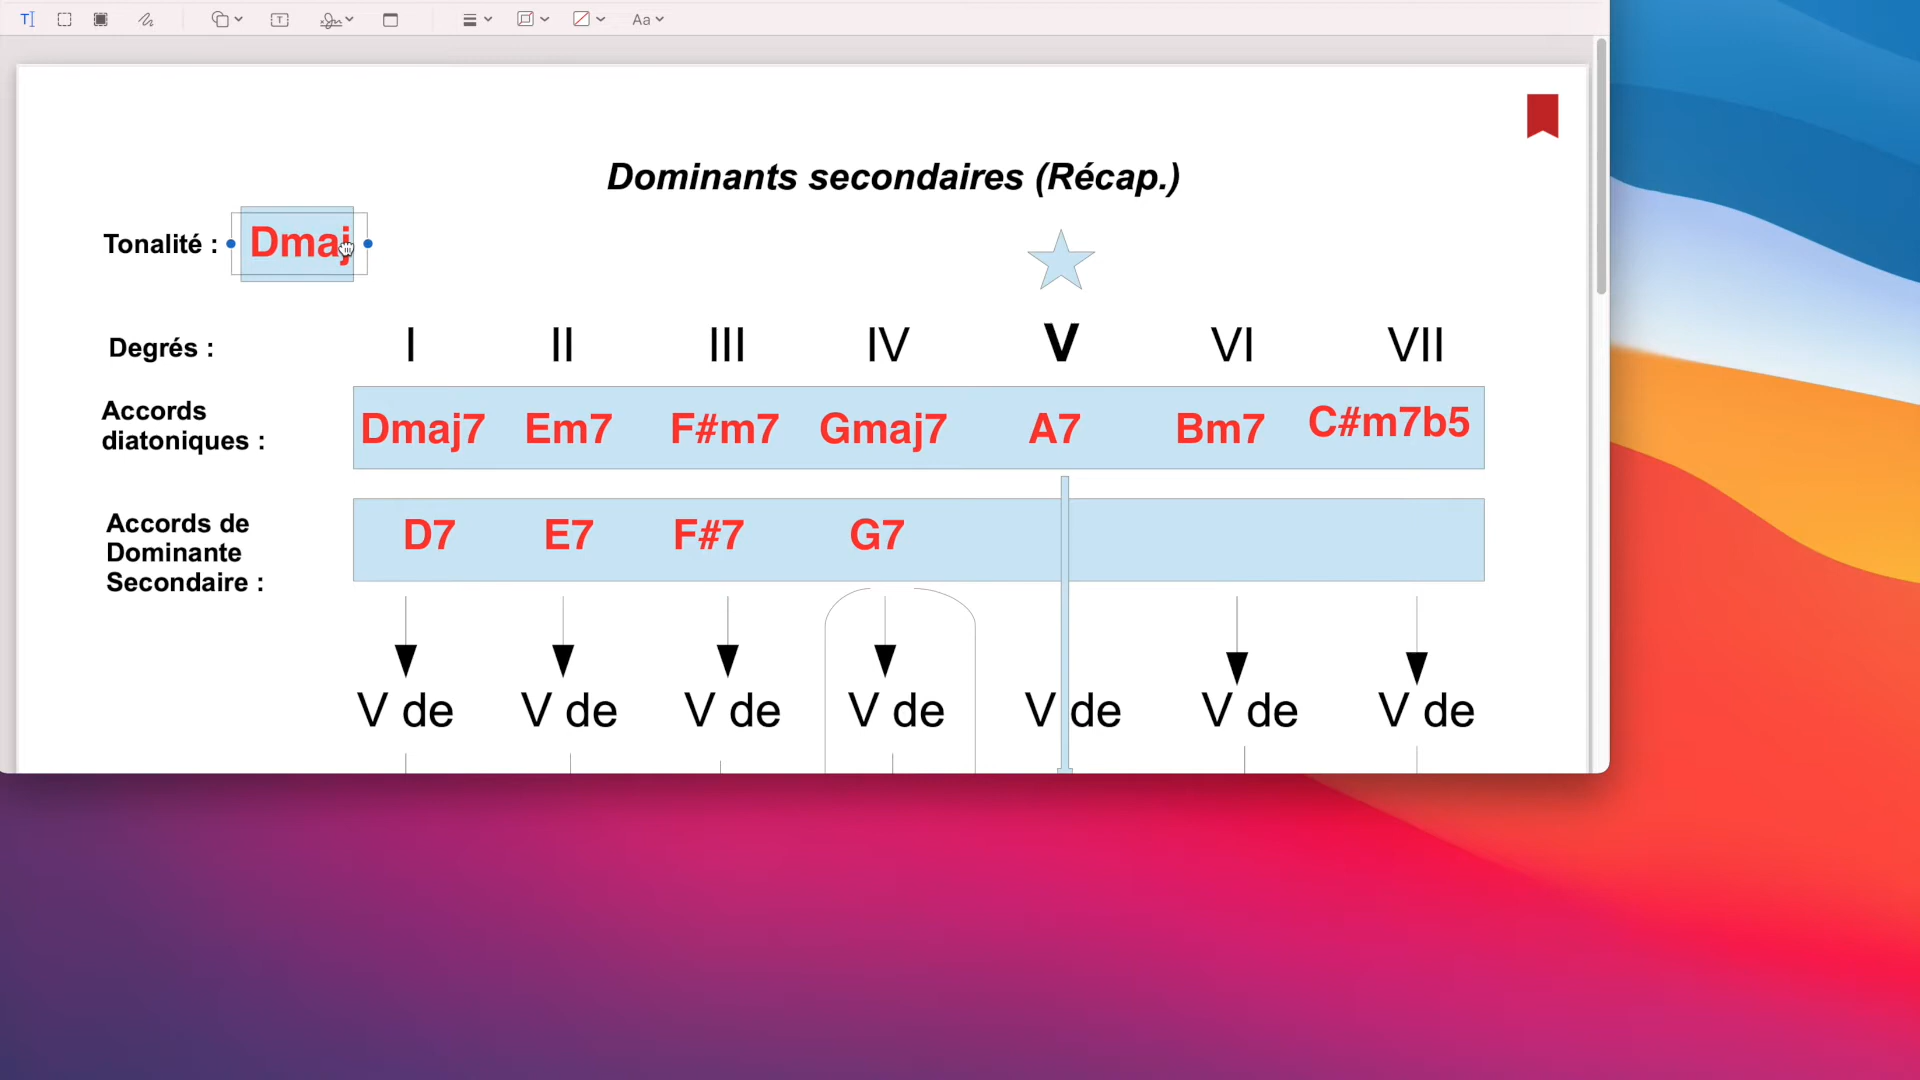 Aa
Dominants secondaires (Récap.)
Tonalité : Dmaj
Degrés : I II III IV V VI VII
Accords
diatoniques :
Dmaj7 Em7 F#m7 Gmaj7 A7 Bm7 C#m7b5
Accords de
Dominante
Secondaire :
D7 E7 F#7 G7
V de V de V de V de V de V de V de